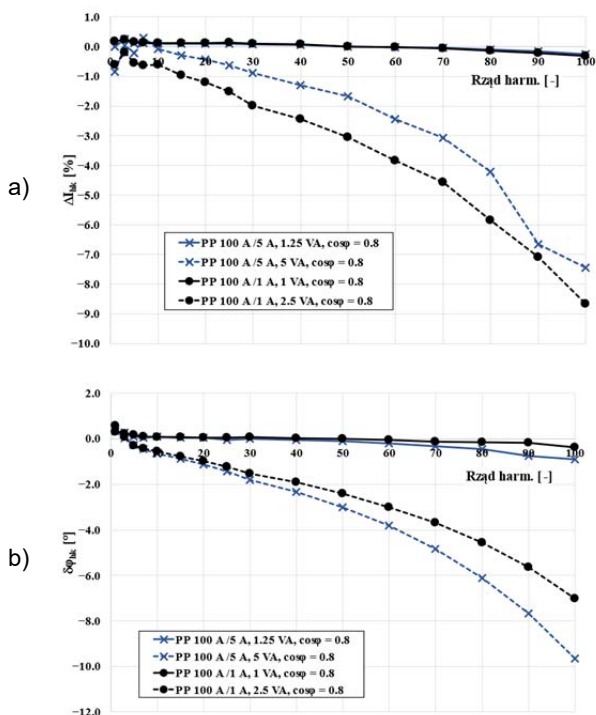 a)
1.0
0.0
−1.0
−2.0
−3.0
−4.0
−5.0
−6.0
−7.0
−8.0
−9.0
−10.0
0 10 20 30 40 50 60 70 80 90 100
Rząd harm. [-]
ΔI_hk [%]
PP 100 A /5 A, 1.25 VA, cosφ = 0.8
PP 100 A /5 A, 5 VA, cosφ = 0.8
PP 100 A /1 A, 1 VA, cosφ = 0.8
PP 100 A /1 A, 2.5 VA, cosφ = 0.8
b)
2.0
0.0
−2.0
−4.0
−6.0
−8.0
−10.0
−12.0
0 10 20 30 40 50 60 70 80 90 100
Rząd harm. [-]
δφ_hk [°]
PP 100 A /5 A, 1.25 VA, cosφ = 0.8
PP 100 A /5 A, 5 VA, cosφ = 0.8
PP 100 A /1 A, 1 VA, cosφ = 0.8
PP 100 A /1 A, 2.5 VA, cosφ = 0.8